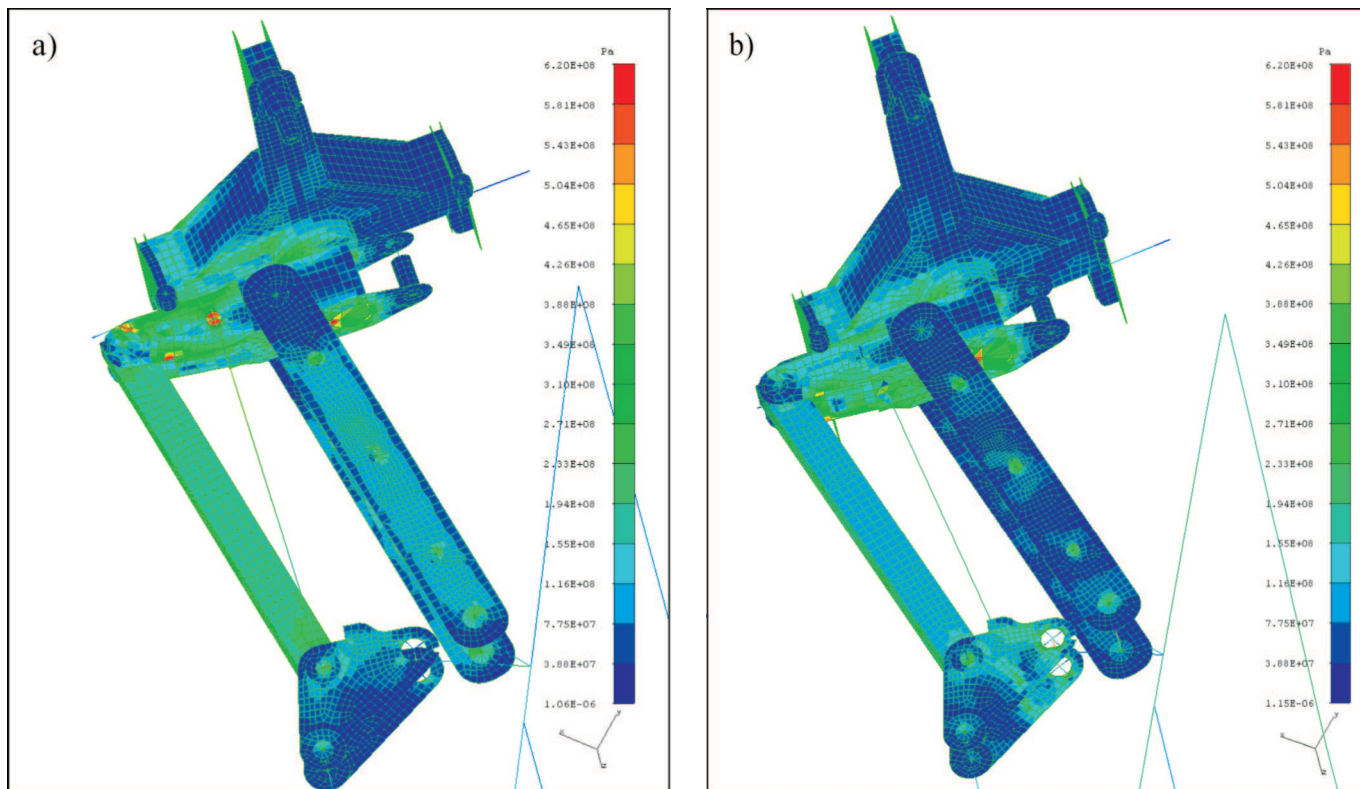 a)
Pa
6.20E+08
5.81E+08
5.43E+08
5.04E+08
4.65E+08
4.26E+08
3.88E+08
3.49E+08
3.10E+08
2.71E+08
2.33E+08
1.94E+08
1.55E+08
1.16E+08
7.75E+07
3.88E+07
1.06E-06
y
x
z
b)
Pa
6.20E+08
5.81E+08
5.43E+08
5.04E+08
4.65E+08
4.26E+08
3.88E+08
3.49E+08
3.10E+08
2.71E+08
2.33E+08
1.94E+08
1.55E+08
1.16E+08
7.75E+07
3.88E+07
1.15E-06
y
x
z